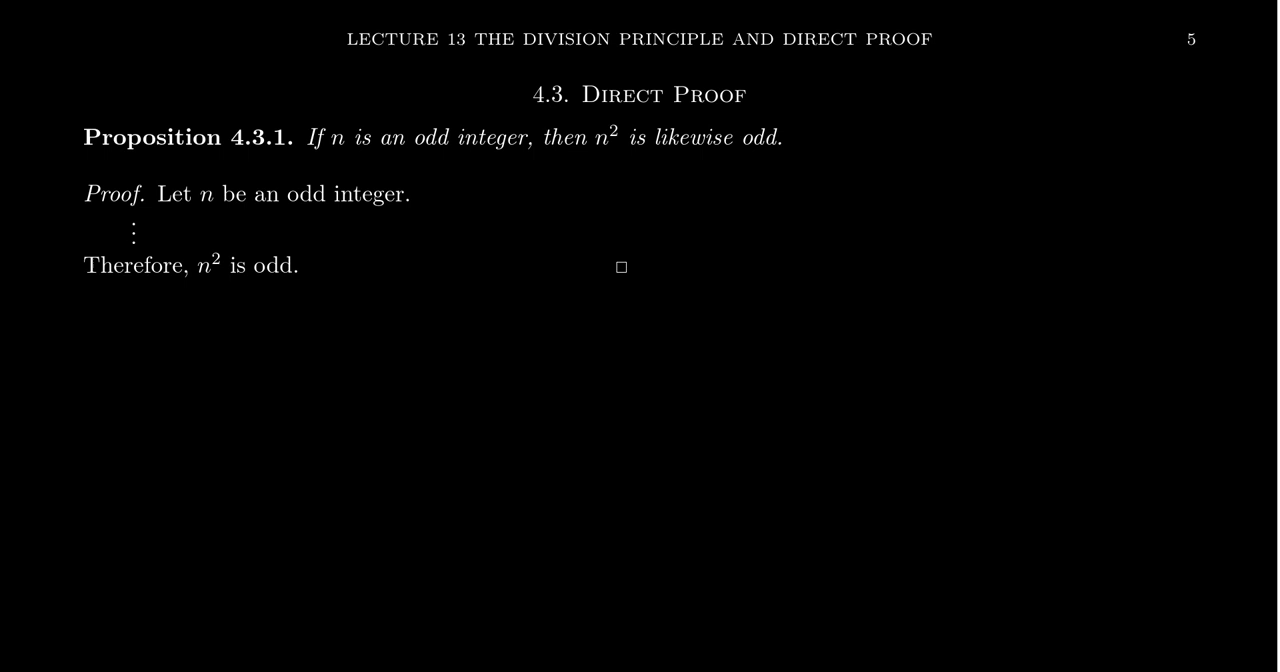 LECTURE 13 THE DIVISION PRINCIPLE AND DIRECT PROOF 5
4.3. DIRECT PROOF
Proposition 4.3.1. If n is an odd integer, then n² is likewise odd.
Proof. Let n be an odd integer.
⋮
Therefore, n² is odd. □